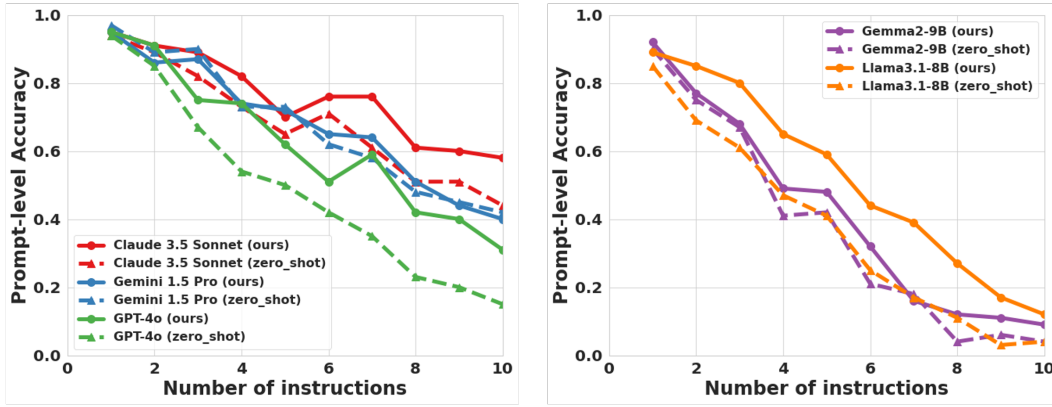 1.0
0.8
0.6
0.4
0.2
0.0
Prompt-level Accuracy
Claude 3.5 Sonnet (ours)
Claude 3.5 Sonnet (zero_shot)
Gemini 1.5 Pro (ours)
Gemini 1.5 Pro (zero_shot)
GPT-4o (ours)
GPT-4o (zero_shot)
0 2 4 6 8 10
Number of instructions
1.0
0.8
0.6
0.4
0.2
0.0
Prompt-level Accuracy
Gemma2-9B (ours)
Gemma2-9B (zero_shot)
Llama3.1-8B (ours)
Llama3.1-8B (zero_shot)
0 2 4 6 8 10
Number of instructions